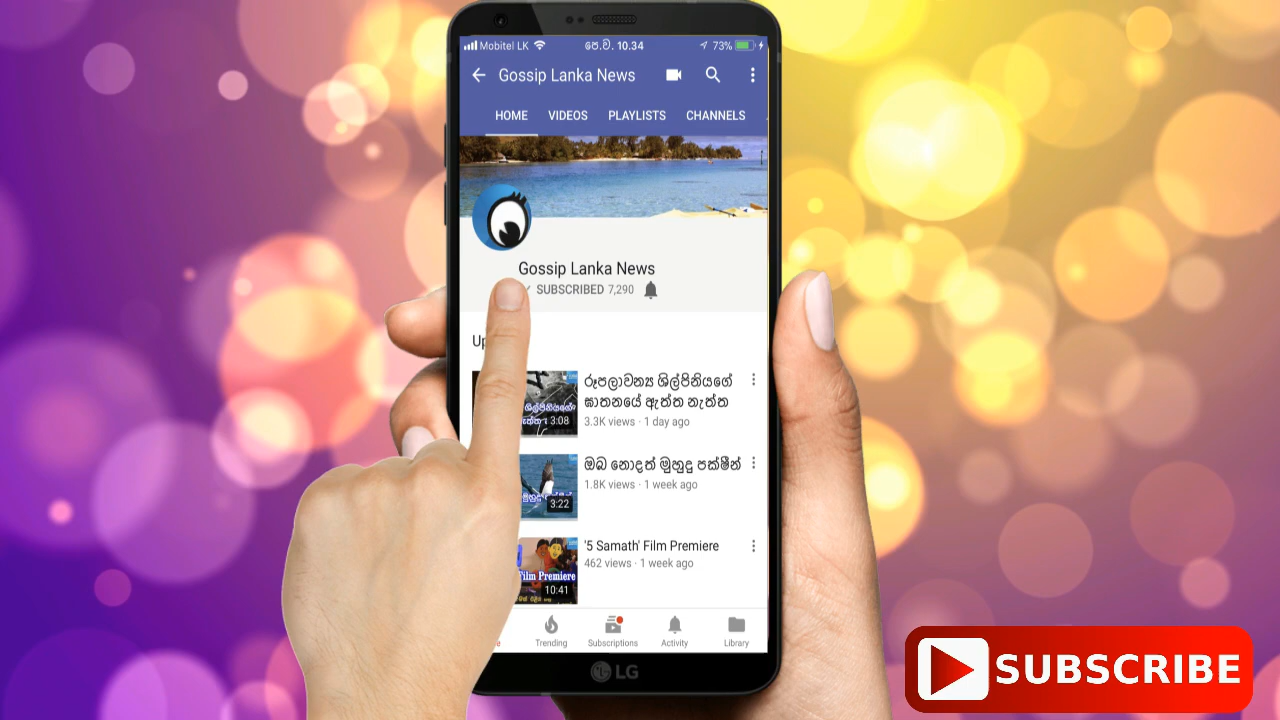 Mobitel LK
පෙ.ව. 10.34
73%
Gossip Lanka News
HOME VIDEOS PLAYLISTS CHANNELS
Gossip Lanka News
SUBSCRIBED 7,290
Up
රූපලාවන්‍ය ශිල්පිනියගේ
ඝාතනයේ ඇත්ත නැත්ත
3.3K views · 1 day ago
3:08
ඔබ නොදත් මුහුදු පක්ෂීන්
1.8K views · 1 week ago
3:22
'5 Samath' Film Premiere
462 views · 1 week ago
Film Premiere
10:41
Trending Subscriptions Activity Library
LG
SUBSCRIBE